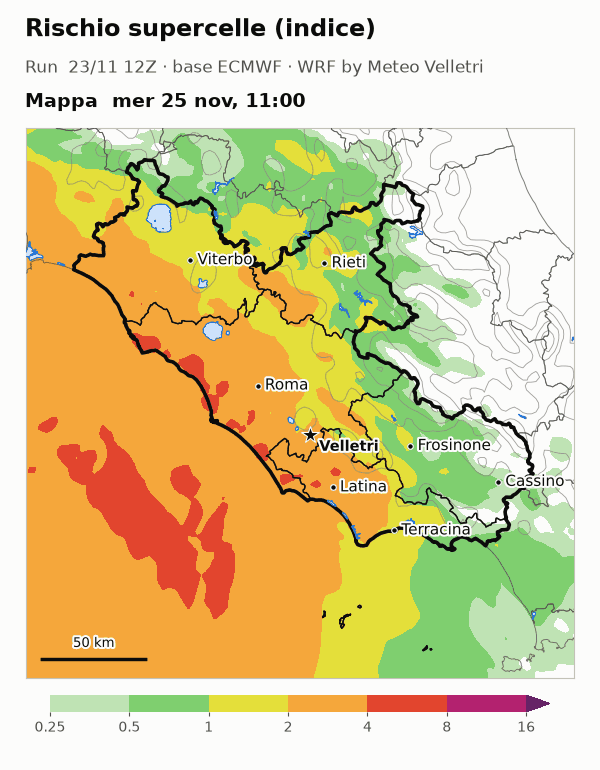 Rischio supercelle (indice)
Run  23/11 12Z · base ECMWF · WRF by Meteo Velletri
Mappa  mer 25 nov, 11:00
Viterbo
Rieti
Roma
Velletri
Frosinone
Latina
Cassino
Terracina
50 km
0.25 0.5 1 2 4 8 16